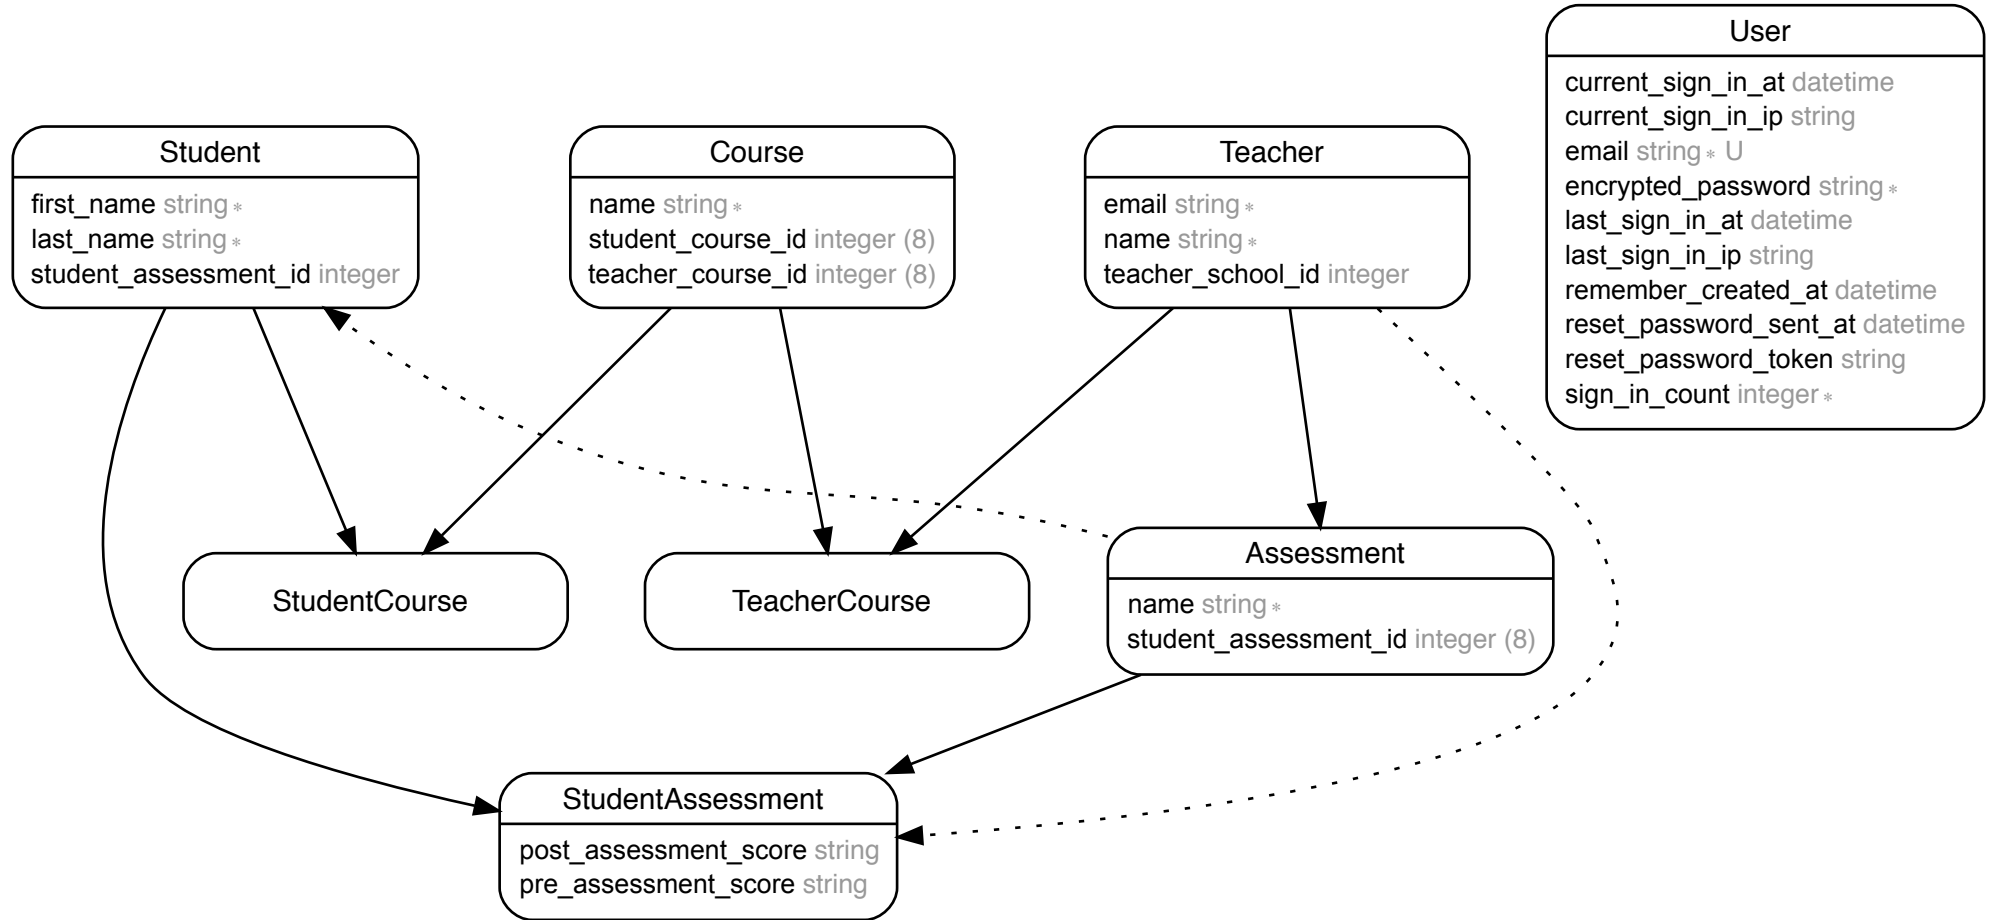 User
current_sign_in_at datetime
current_sign_in_ip string
email string * U
encrypted_password string *
last_sign_in_at datetime
last_sign_in_ip string
remember_created_at datetime
reset_password_sent_at datetime
reset_password_token string
sign_in_count integer *
Student
first_name string *
last_name string *
student_assessment_id integer
Course
name string *
student_course_id integer (8)
teacher_course_id integer (8)
Teacher
email string *
name string *
teacher_school_id integer
StudentCourse
TeacherCourse
Assessment
name string *
student_assessment_id integer (8)
StudentAssessment
post_assessment_score string
pre_assessment_score string